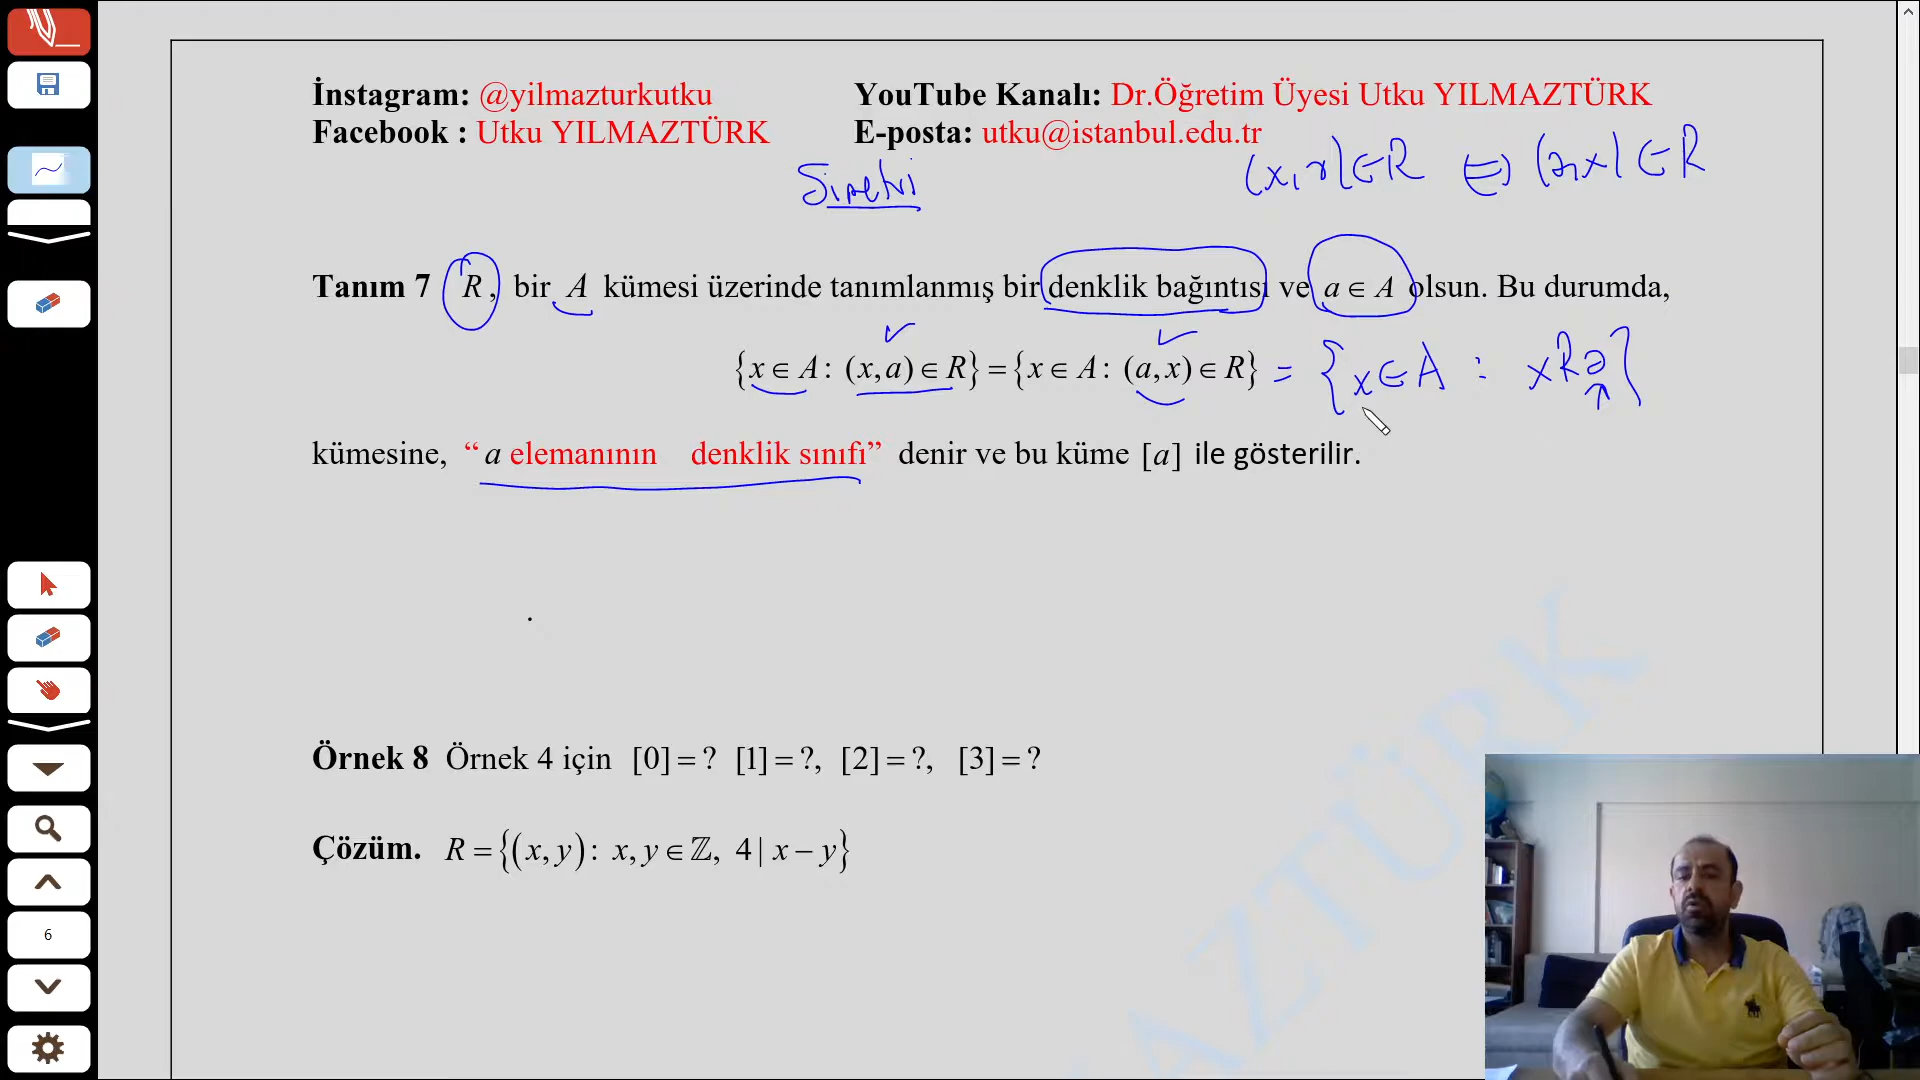 İnstagram: @yilmazturkutku YouTube Kanalı: Dr.Öğretim Üyesi Utku YILMAZTÜRK
Facebook : Utku YILMAZTÜRK E-posta: utku@istanbul.edu.tr
Simetri (x,y)∈R ⇔ (y,x)∈R
Tanım 7 R, bir A kümesi üzerinde tanımlanmış bir denklik bağıntısı ve a ∈ A olsun. Bu durumda,
{x ∈ A: (x,a) ∈ R} = {x ∈ A: (a,x) ∈ R} = {x∈A : xRa}
kümesine, “a elemanının denklik sınıfı” denir ve bu küme [a] ile gösterilir.
Örnek 8 Örnek 4 için [0]=? [1]=?, [2]=?, [3]=?
Çözüm. R={(x,y): x,y∈ℤ, 4|x−y}
6